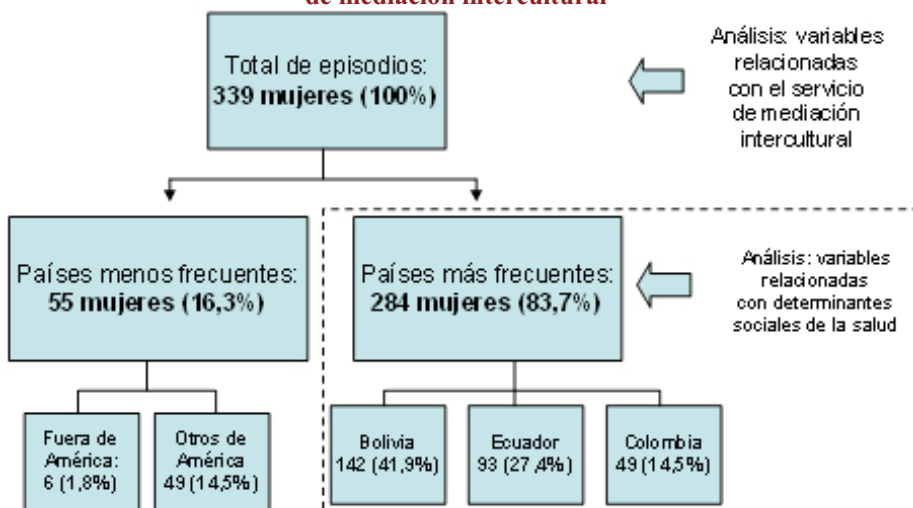 de mediación intercultural
Total de episodios:
339 mujeres (100%)
Análisis: variables
relacionadas
con el servicio
de mediación
intercultural
Países menos frecuentes:
55 mujeres (16,3%)
Países más frecuentes:
284 mujeres (83,7%)
Análisis: variables
relacionadas
con determinantes
sociales de la salud
Fuera de
América:
6 (1,8%)
Otros de
América
49 (14,5%)
Bolivia
142 (41,9%)
Ecuador
93 (27,4%)
Colombia
49 (14,5%)